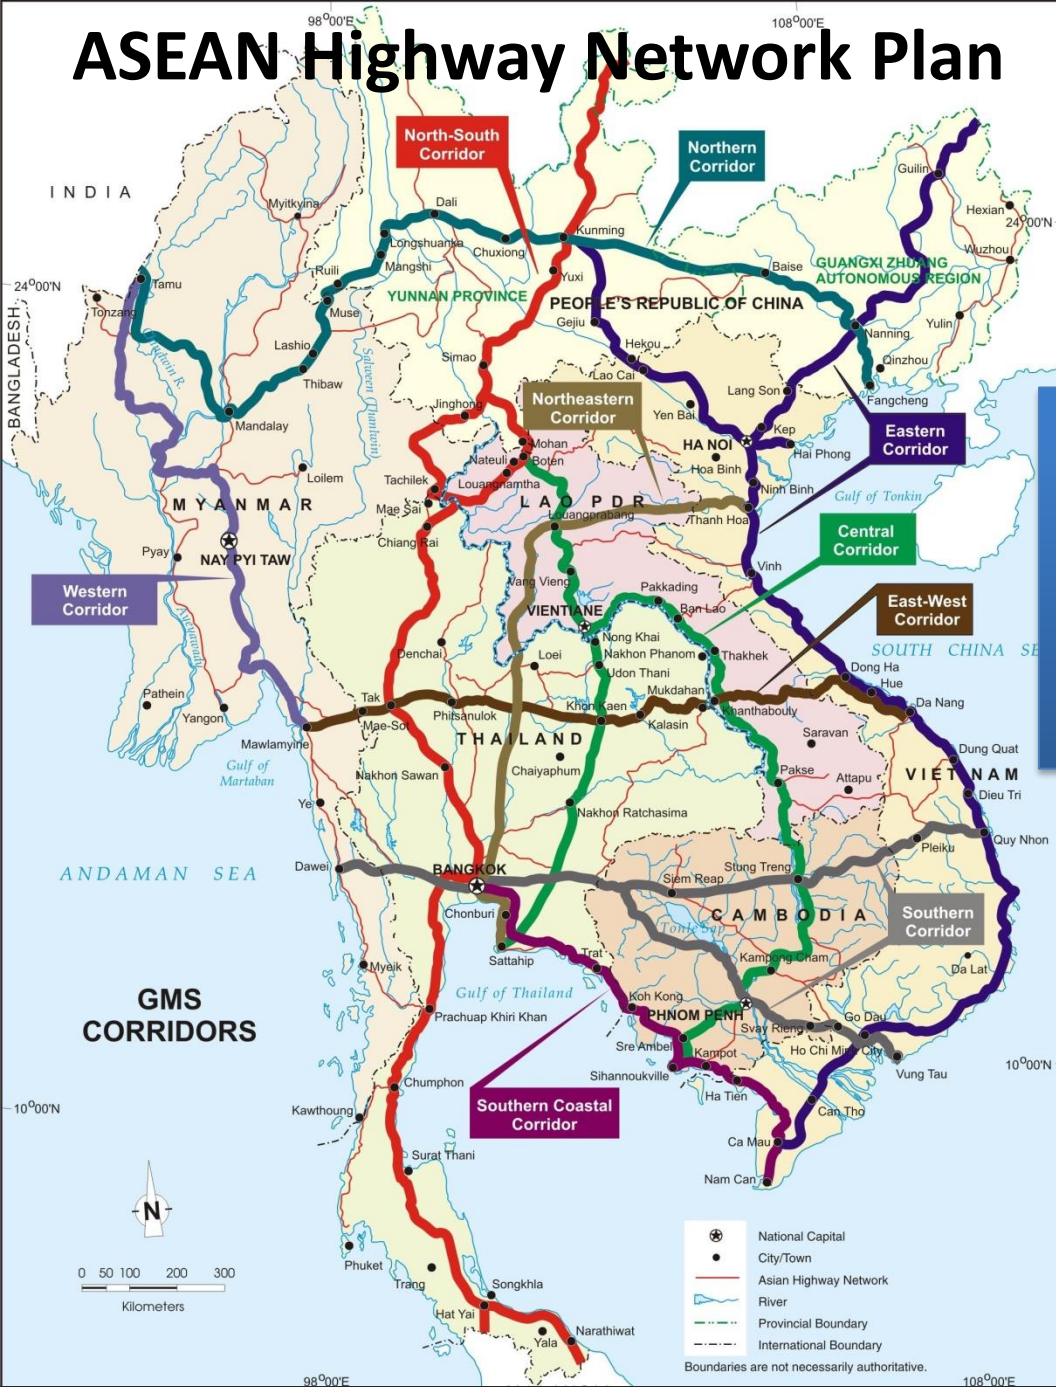 ASEAN Highway Network Plan
98°00'E
108°00'E
North-South
Corridor
Northern
Corridor
INDIA
Guilin
Hexian
24°00'N
Wuzhou
Myitkyina
Dali
Longshuanka
Chuxiong
Kunming
Mangshi
Yuxi
Baise
GUANGXI ZHUANG
AUTONOMOUS REGION
24°00'N
Tamu
Ruili
YUNNAN PROVINCE
PEOPLE'S REPUBLIC OF CHINA
Tonzang
Muse
Gejiu
Yulin
Nanning
BANGLADESH
Lashio
Salween (Thanlwin)
Simao
Hekou
Lao Cai
Qinzhou
Thibaw
Lang Son
Fangcheng
Northeastern
Corridor
Jinghong
Yen Bai
Mandalay
Kep
Eastern
Corridor
Mohan
HA NOI
Hai Phong
Nateuli
Boten
Hoa Binh
Loilem
Tachilek
Louangnamtha
Ninh Binh
Gulf of Tonkin
MYANMAR
Mae Sai
LAO PDR
Louangprabang
Thanh Hoa
Central
Corridor
Chiang Rai
Pyay
NAY PYI TAW
Vinh
Western
Corridor
Vang Vieng
Pakkading
East-West
Corridor
VIENTIANE
Ban Lao
Ayeyawady
Nong Khai
Denchai
Loei
Nakhon Phanom
Thakhek
SOUTH CHINA SE
Udon Thani
Dong Ha
Pathein
Hue
Mukdahan
Yangon
Tak
Mae-Sot
Phitsanulok
Khon Kaen
Kalasin
Khanthabouly
Da Nang
Mawlamyine
THAILAND
Saravan
Dung Quat
Gulf of
Martaban
Nakhon Sawan
Chaiyaphum
Pakse
Attapu
VIET NAM
Ye
Dieu Tri
Nakhon Ratchasima
Quy Nhon
Pleiku
ANDAMAN SEA
Dawei
BANGKOK
Siem Reap
Stung Treng
Chonburi
CAMBODIA
Southern
Corridor
Tonle Sap
Sattahip
Trat
Kampong Cham
Myeik
Da Lat
GMS
CORRIDORS
Gulf of Thailand
Koh Kong
Prachuap Khiri Khan
PHNOM PENH
Svay Rieng
Go Dau
Sre Ambel
Kampot
Ho Chi Minh City
Sihannoukville
Vung Tau
10°00'N
Chumphon
Ha Tien
10°00'N
Kawthoung
Southern Coastal
Corridor
Can Tho
Ca Mau
Surat Thani
Nam Can
N
Phuket
National Capital
City/Town
0 50 100 200 300
Kilometers
Trang
Songkhla
Asian Highway Network
Hat Yai
River
Yala
Narathiwat
Provincial Boundary
International Boundary
Boundaries are not necessarily authoritative.
98°00'E
108°00'E